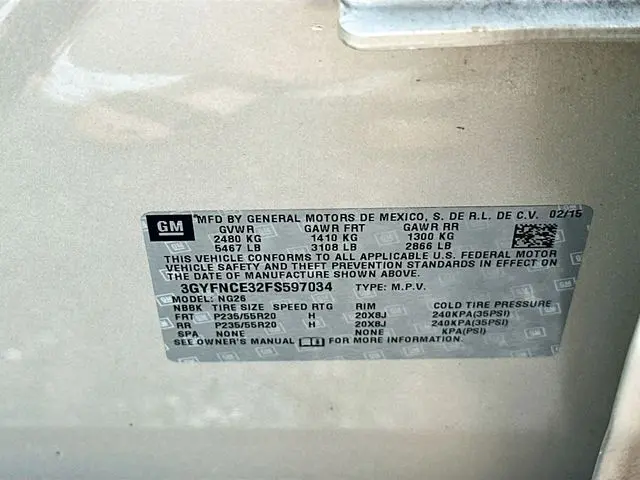 GM *MFD BY GENERAL MOTORS DE MEXICO, S. DE R.L. DE C.V. 02/15
GVWR GAWR FRT GAWR RR
2480 KG 1410 KG 1300 KG
5467 LB 3108 LB 2866 LB
THIS VEHICLE CONFORMS TO ALL APPLICABLE U.S. FEDERAL MOTOR
VEHICLE SAFETY AND THEFT PREVENTION STANDARDS IN EFFECT ON
THE DATE OF MANUFACTURE SHOWN ABOVE.
3GYFNCE32FS597034 TYPE: M.P.V.
MODEL: NG26
NBBK TIRE SIZE SPEED RTG RIM COLD TIRE PRESSURE
FRT P235/55R20 H 20X8J 240KPA(35PSI)
RR P235/55R20 H 20X8J 240KPA(35PSI)
SPA NONE NONE KPA(PSI)
SEE OWNER'S MANUAL FOR MORE INFORMATION.